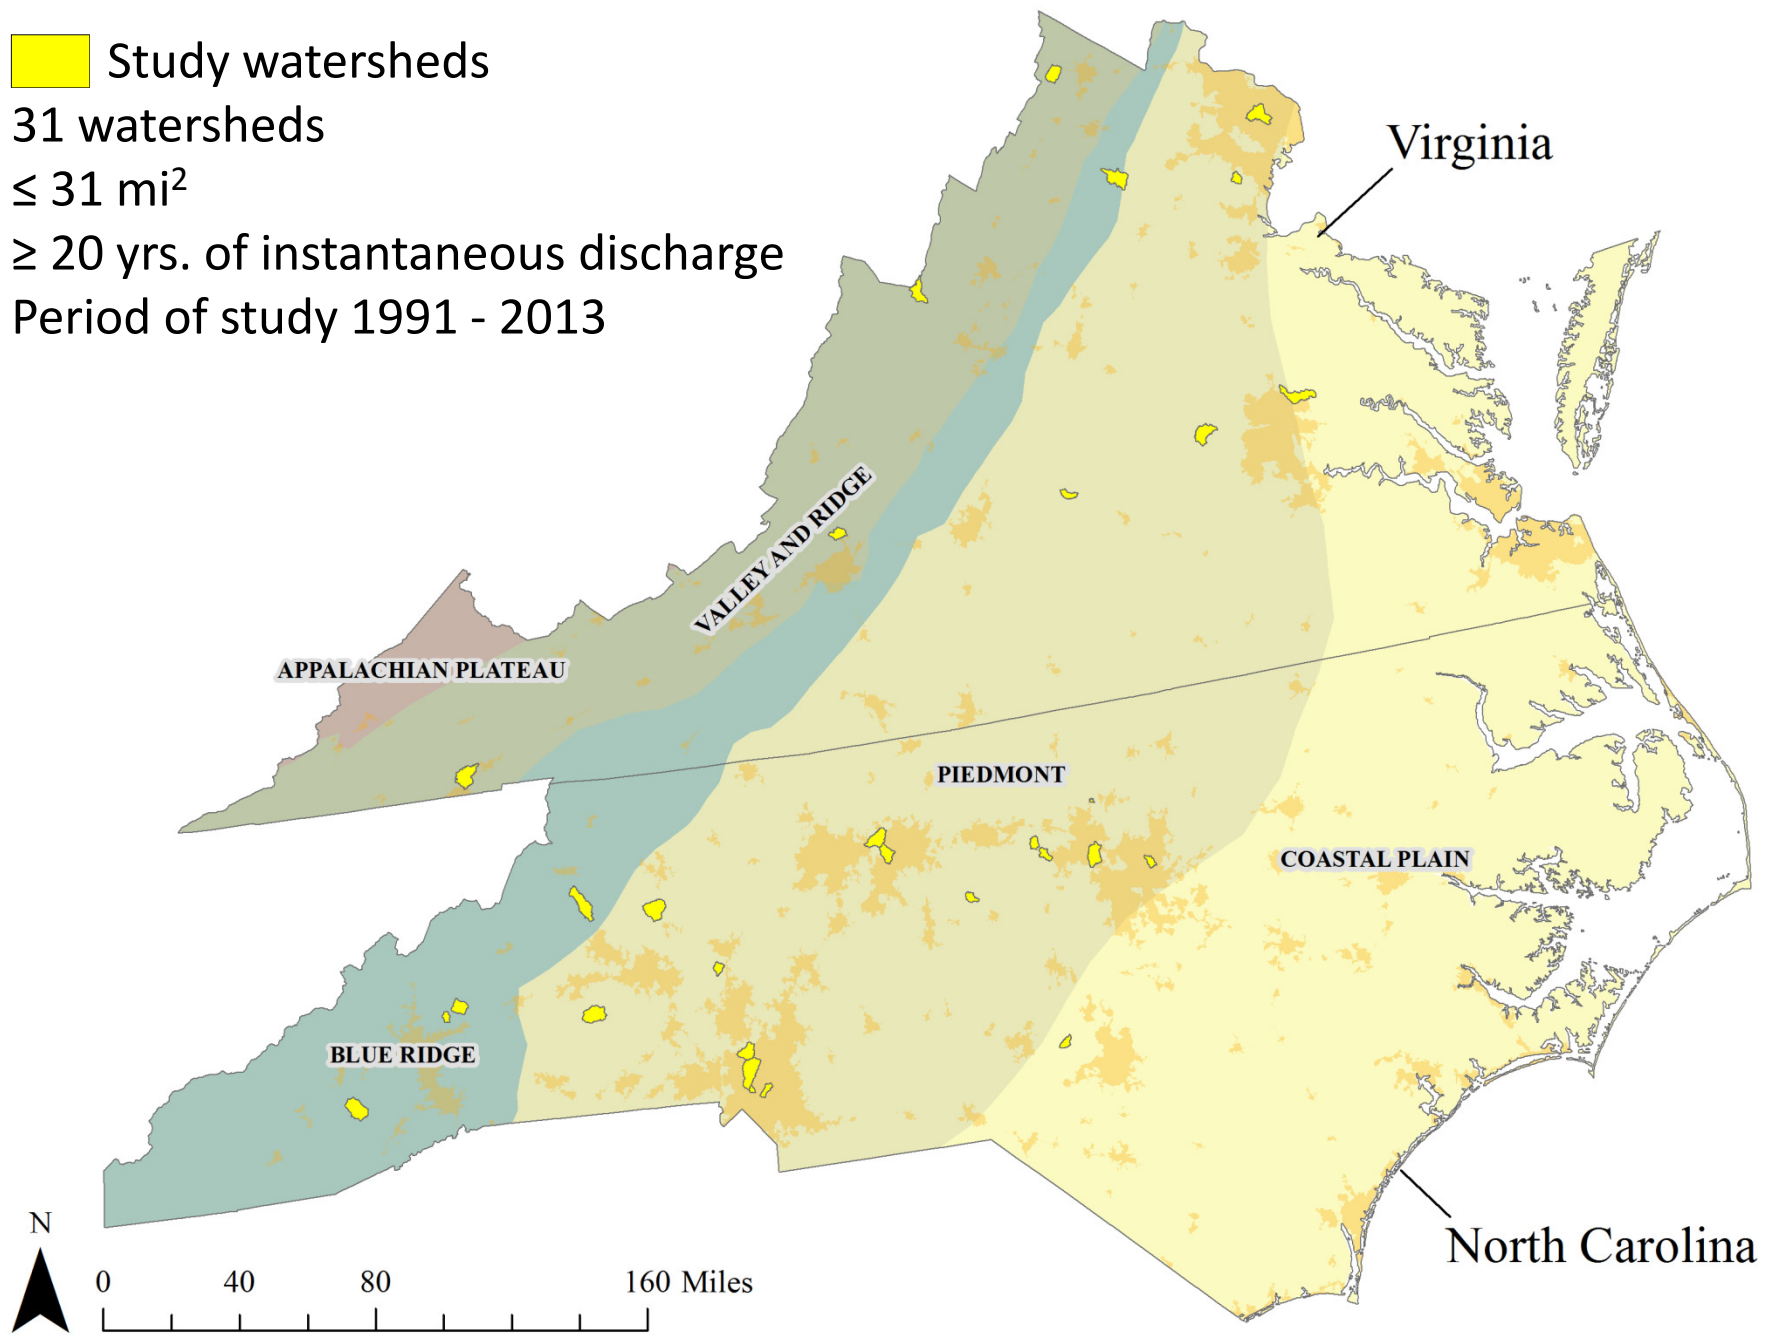 Study watersheds
31 watersheds
≤ 31 mi²
≥ 20 yrs. of instantaneous discharge
Period of study 1991 - 2013
Virginia
VALLEY AND RIDGE
APPALACHIAN PLATEAU
PIEDMONT
COASTAL PLAIN
BLUE RIDGE
North Carolina
N
0 40 80 160 Miles